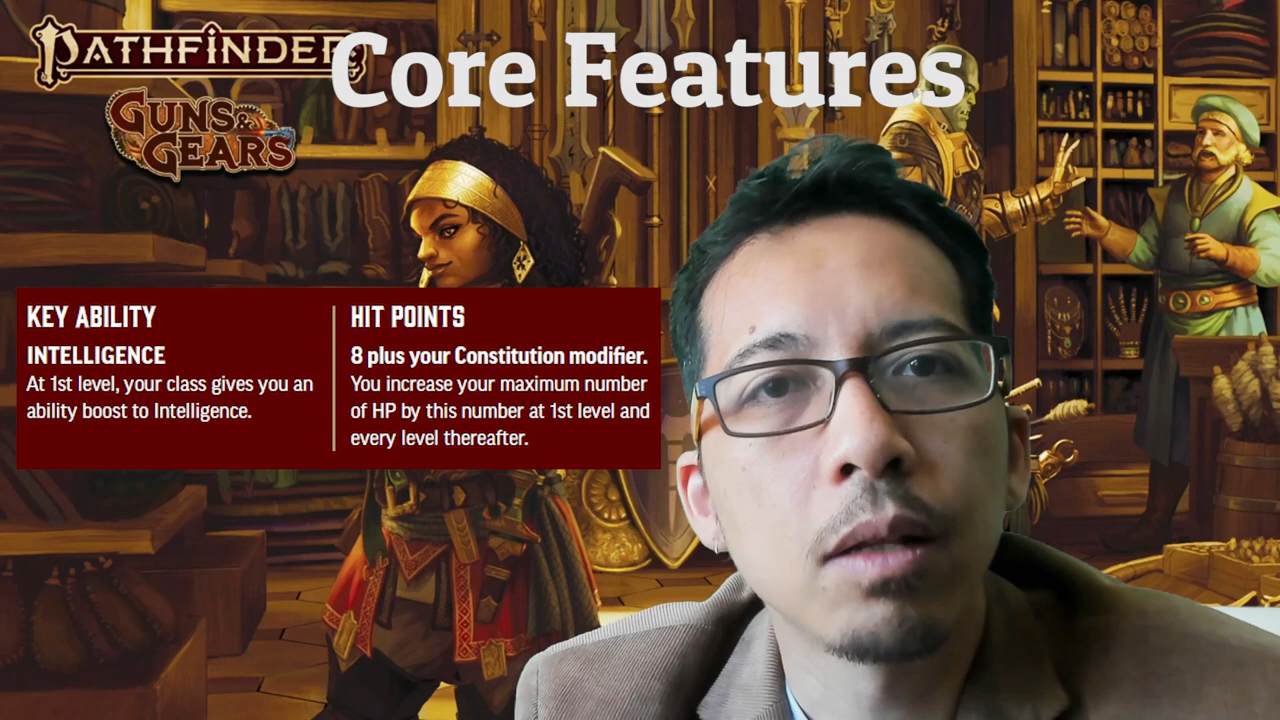 PATHFINDER
Core Features
GUNS &
GEARS
KEY ABILITY
INTELLIGENCE
At 1st level, your class gives you an
ability boost to Intelligence.
HIT POINTS
8 plus your Constitution modifier.
You increase your maximum number
of HP by this number at 1st level and
every level thereafter.